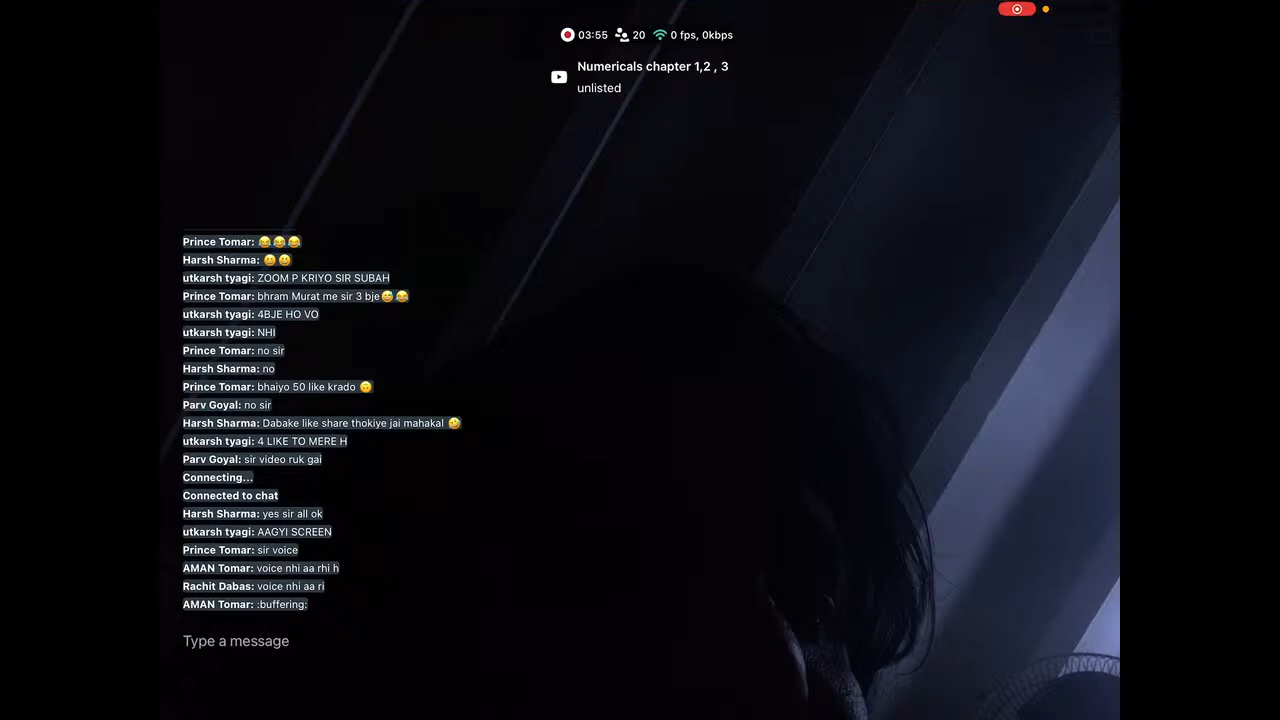 03:55 20 0 fps, 0kbps
Numericals chapter 1,2 , 3
unlisted
Prince Tomar: 😂😂😂
Harsh Sharma: 😀😀
utkarsh tyagi: ZOOM P KRIYO SIR SUBAH
Prince Tomar: bhram Murat me sir 3 bje😅😂
utkarsh tyagi: 4BJE HO VO
utkarsh tyagi: NHI
Prince Tomar: no sir
Harsh Sharma: no
Prince Tomar: bhaiyo 50 like krado 🙃
Parv Goyal: no sir
Harsh Sharma: Dabake like share thokiye jai mahakal 🤣
utkarsh tyagi: 4 LIKE TO MERE H
Parv Goyal: sir video ruk gai
Connecting...
Connected to chat
Harsh Sharma: yes sir all ok
utkarsh tyagi: AAGYI SCREEN
Prince Tomar: sir voice
AMAN Tomar: voice nhi aa rhi h
Rachit Dabas: voice nhi aa ri
AMAN Tomar: :buffering:
Type a message